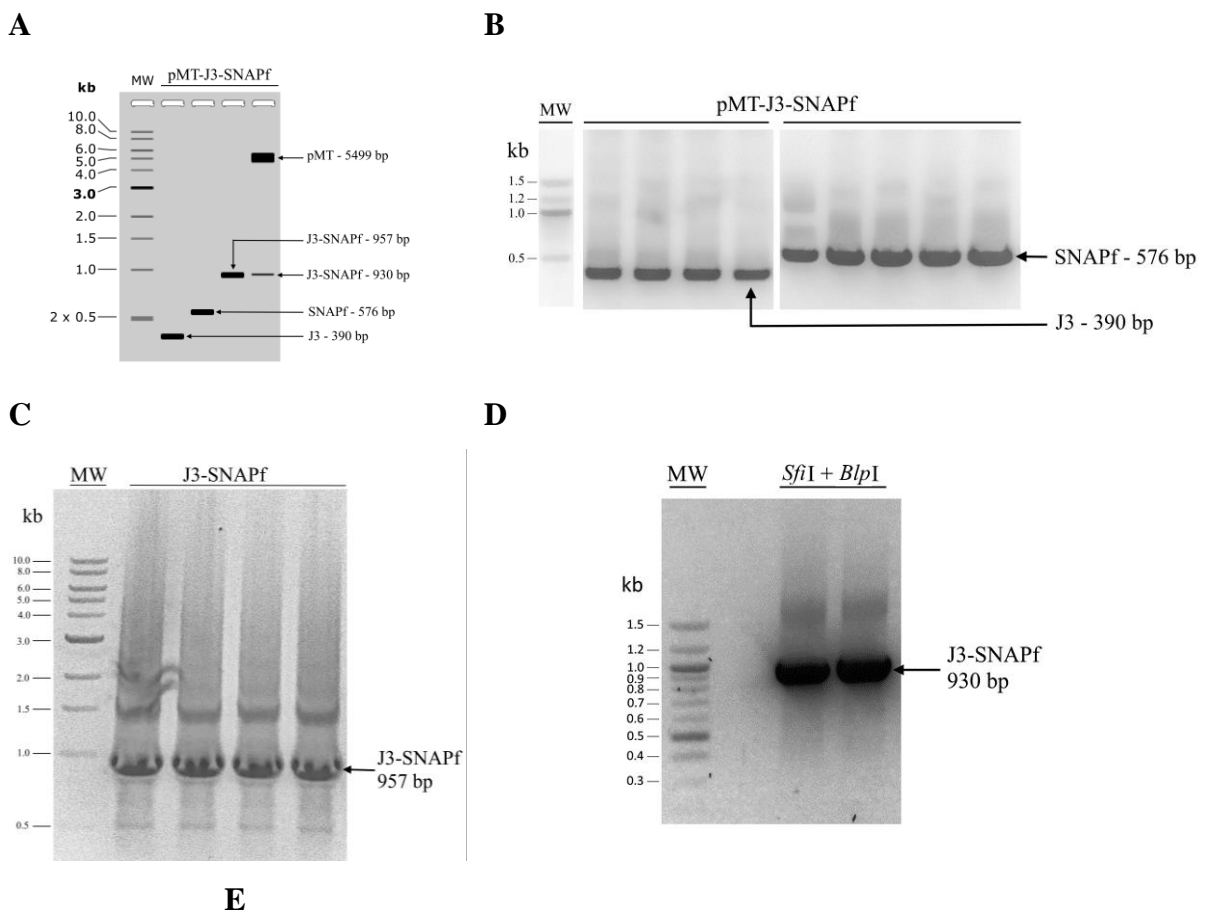 A
kb
MW
pMT-J3-SNAPf
10.0
8.0
6.0
5.0
4.0
3.0
2.0
1.5
1.0
2 x 0.5
pMT - 5499 bp
J3-SNAPf - 957 bp
J3-SNAPf - 930 bp
SNAPf - 576 bp
J3 - 390 bp
B
MW
pMT-J3-SNAPf
kb
1.5
1.2
1.0
0.5
SNAPf - 576 bp
J3 - 390 bp
C
MW
J3-SNAPf
kb
10.0
8.0
6.0
5.0
4.0
3.0
2.0
1.5
1.0
0.5
J3-SNAPf
957 bp
D
MW
SfiI + BlpI
kb
1.5
1.2
1.0
0.9
0.8
0.7
0.6
0.5
0.4
0.3
J3-SNAPf
930 bp
E